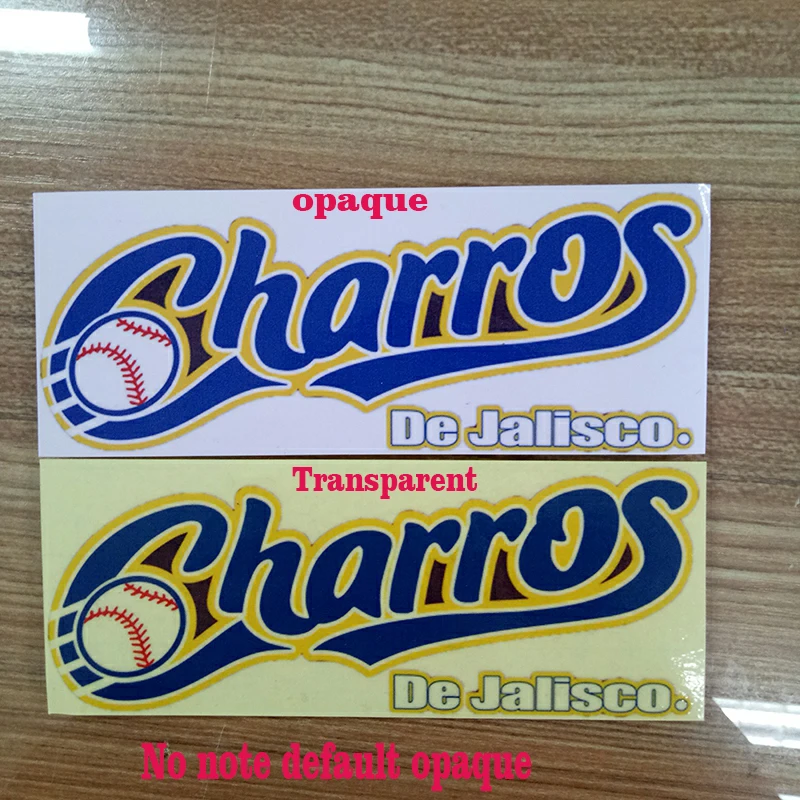 opaque
Charros
De Jalisco.
Transparent
Charros
De Jalisco.
No note default opaque